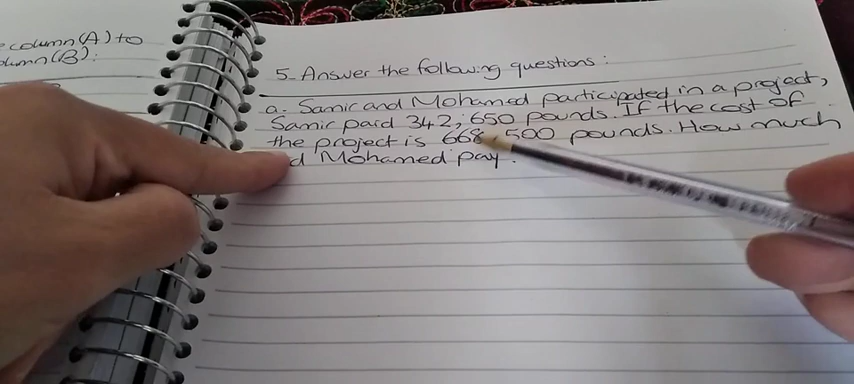 column(A) to
column(B):
5-Answer the following questions:
a. Samir and Mohamed participated in a project,
Samir paid 342,650 pounds. If the cost of
the project is 668,500 pounds. How much
Mohamed pay.